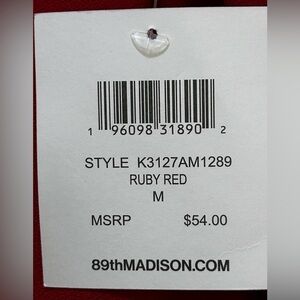 1 96098 31890 2
STYLE K3127AM1289
RUBY RED
M
MSRP $54.00
89thMADISON.COM